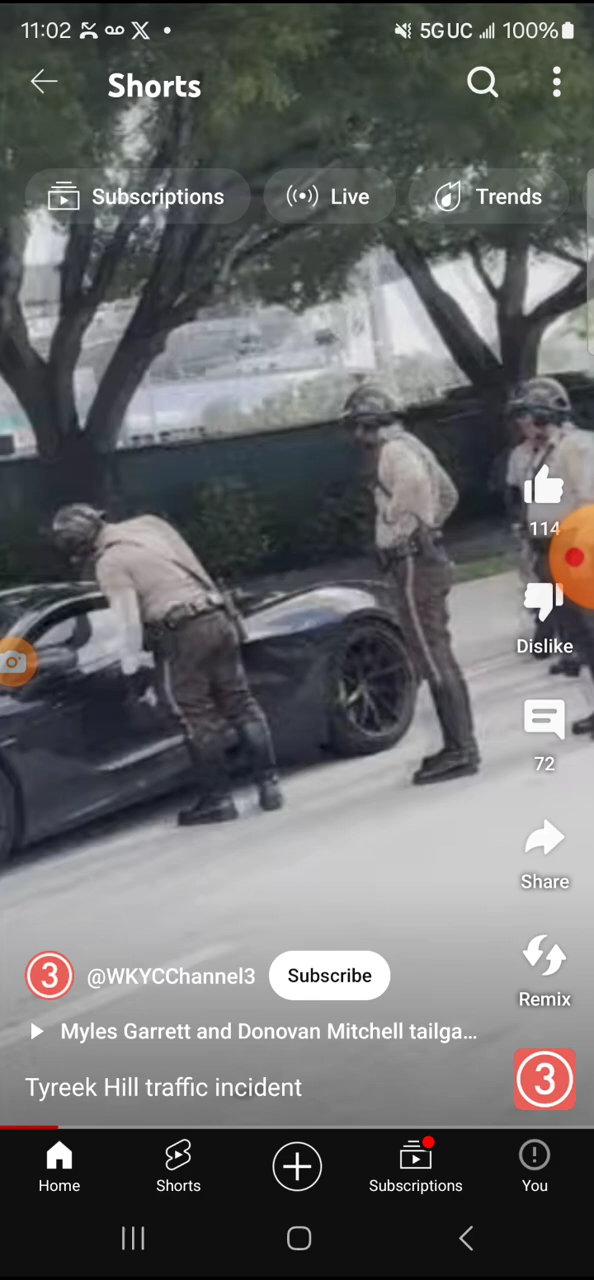 11:02 X 5G UC 100%
Shorts
Subscriptions Live Trends
114
Dislike
72
Share
3 @WKYCChannel3 Subscribe
Remix
Myles Garrett and Donovan Mitchell tailga...
Tyreek Hill traffic incident 3
Home Shorts Subscriptions You